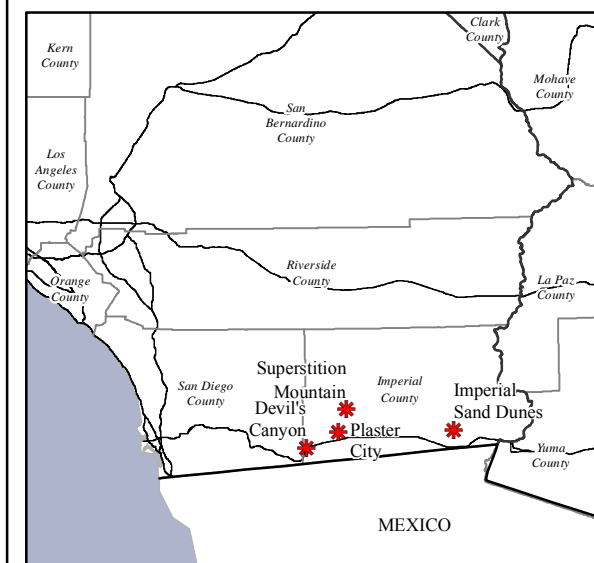 Clark
County
Kern
County
Mohave
County
San
Bernardino
County
Los
Angeles
County
Riverside
County
Orange
County
La Paz
County
Superstition
Mountain
San Diego
County
Imperial
County
Imperial
Sand Dunes
Devil's
Canyon
Plaster
City
Yuma
County
MEXICO